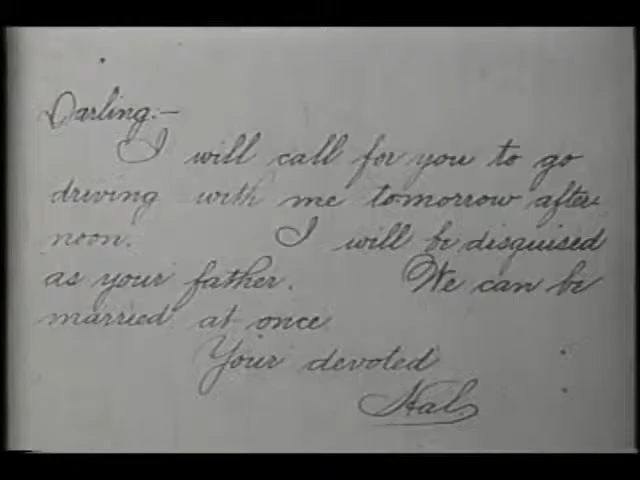 Darling:—
I will call for you to go
driving with me tomorrow after
noon. I will be disguised
as your father. We can be
married at once
Your devoted
Hal.